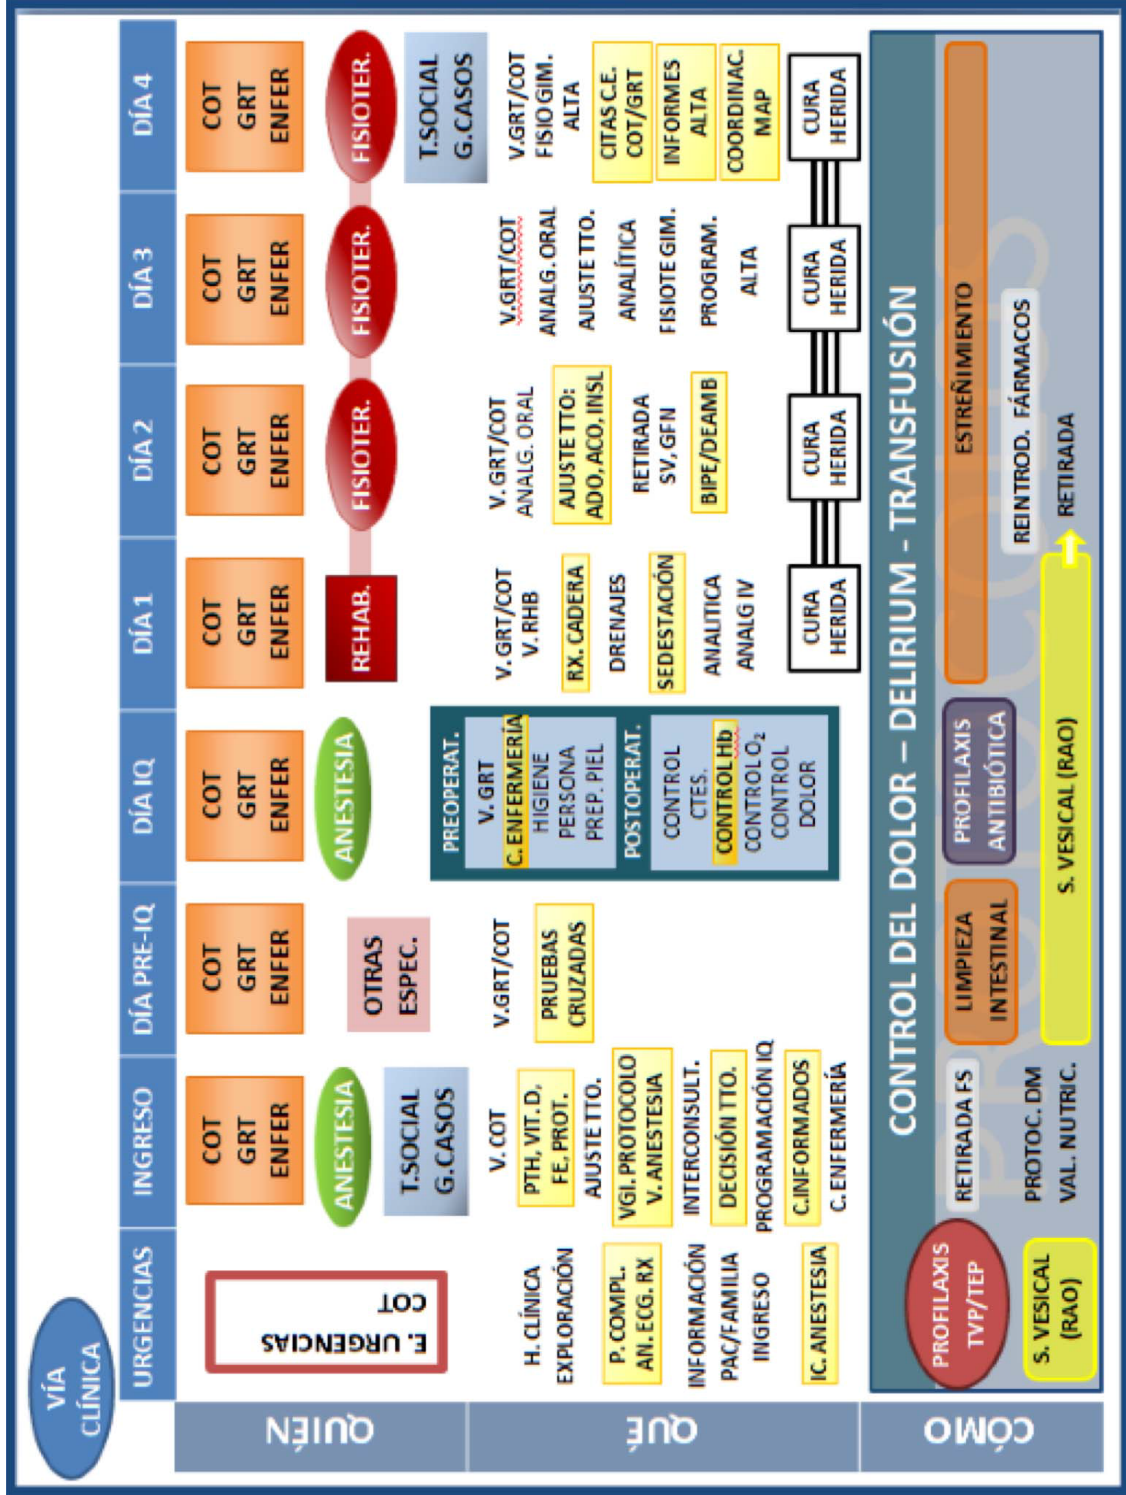 VÍA
CLÍNICA
URGENCIAS
INGRESO
DÍA PRE-IQ
DÍA IQ
DÍA 1
DÍA 2
DÍA 3
DÍA 4
QUIÉN
E. URGENCIAS
COT
COT
GRT
ENFER
ANESTESIA
T.SOCIAL
G.CASOS
COT
GRT
ENFER
OTRAS
ESPEC.
COT
GRT
ENFER
ANESTESIA
COT
GRT
ENFER
REHAB.
COT
GRT
ENFER
FISIOTER.
COT
GRT
ENFER
FISIOTER.
COT
GRT
ENFER
FISIOTER.
T.SOCIAL
G.CASOS
QUÉ
H. CLÍNICA
EXPLORACIÓN
P. COMPL.
AN. ECG. RX
INFORMACIÓN
PAC/FAMILIA
INGRESO
IC. ANESTESIA
V. COT
PTH, VIT. D,
FE, PROT.
AJUSTE TTO.
VGI. PROTOCOLO
V. ANESTESIA
INTERCONSULT.
DECISIÓN TTO.
PROGRAMACIÓN IQ
C.INFORMADOS
C. ENFERMERÍA
V.GRT/COT
PRUEBAS
CRUZADAS
PREOPERAT.
V. GRT
C. ENFERMERÍA
HIGIENE
PERSONA
PREP. PIEL
POSTOPERAT.
CONTROL
CTES.
CONTROL Hb
CONTROL O₂
CONTROL
DOLOR
V. GRT/COT
V. RHB
RX. CADERA
DRENAJES
SEDESTACIÓN
ANALITICA
ANALG IV
CURA
HERIDA
V. GRT/COT
ANALG. ORAL
AJUSTE TTO:
ADO, ACO, INSL
RETIRADA
SV, GFN
BIPE/DEAMB
CURA
HERIDA
V.GRT/COT
ANALG. ORAL
AJUSTE TTO.
ANALÍTICA
FISIOTE GIM.
PROGRAM.
ALTA
CURA
HERIDA
V.GRT/COT
FISIO GIM.
ALTA
CITAS C.E.
COT/GRT
INFORMES
ALTA
COORDINAC.
MAP
CURA
HERIDA
CÓMO
CONTROL DEL DOLOR – DELIRIUM - TRANSFUSIÓN
PROTOCOLOS
PROFILAXIS
TVP/TEP
S. VESICAL
(RAO)
RETIRADA FS
PROTOC. DM
VAL. NUTRIC.
LIMPIEZA
INTESTINAL
PROFILAXIS
ANTIBIÓTICA
S. VESICAL (RAO)
ESTREÑIMIENTO
REINTROD. FÁRMACOS
RETIRADA